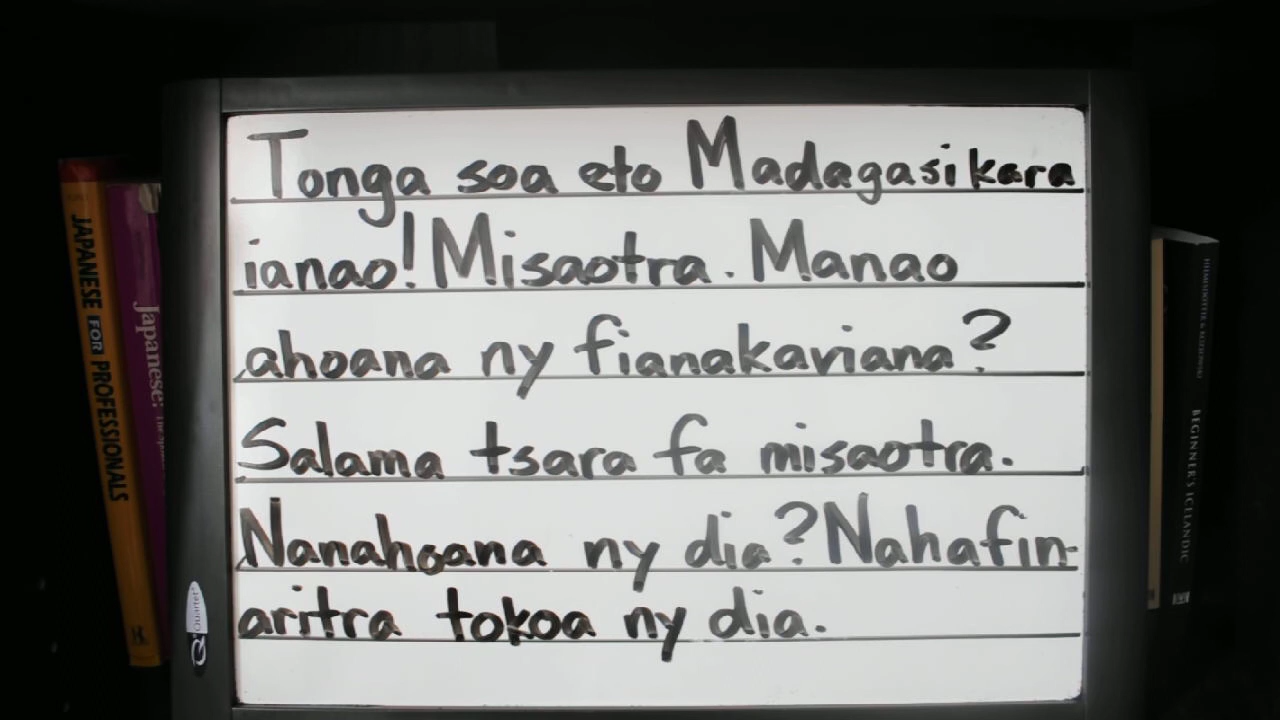 Tonga soa eto Madagasikara
ianao! Misaotra. Manao
ahoana ny fianakaviana?
Salama tsara fa misaotra.
Nanahoana ny dia? Nahafin-
aritra tokoa ny dia.
JAPANESE FOR PROFESSIONALS
Japanese:
Quartet
BEGINNER'S ICELANDIC